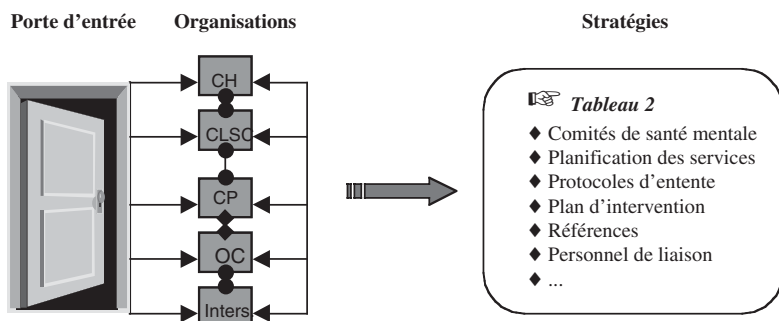 Porte d'entrée
Organisations
Stratégies
CH
CLSC
CP
OC
Inters
☞ Tableau 2
♦ Comités de santé mentale
♦ Planification des services
♦ Protocoles d'entente
♦ Plan d'intervention
♦ Références
♦ Personnel de liaison
♦ ...